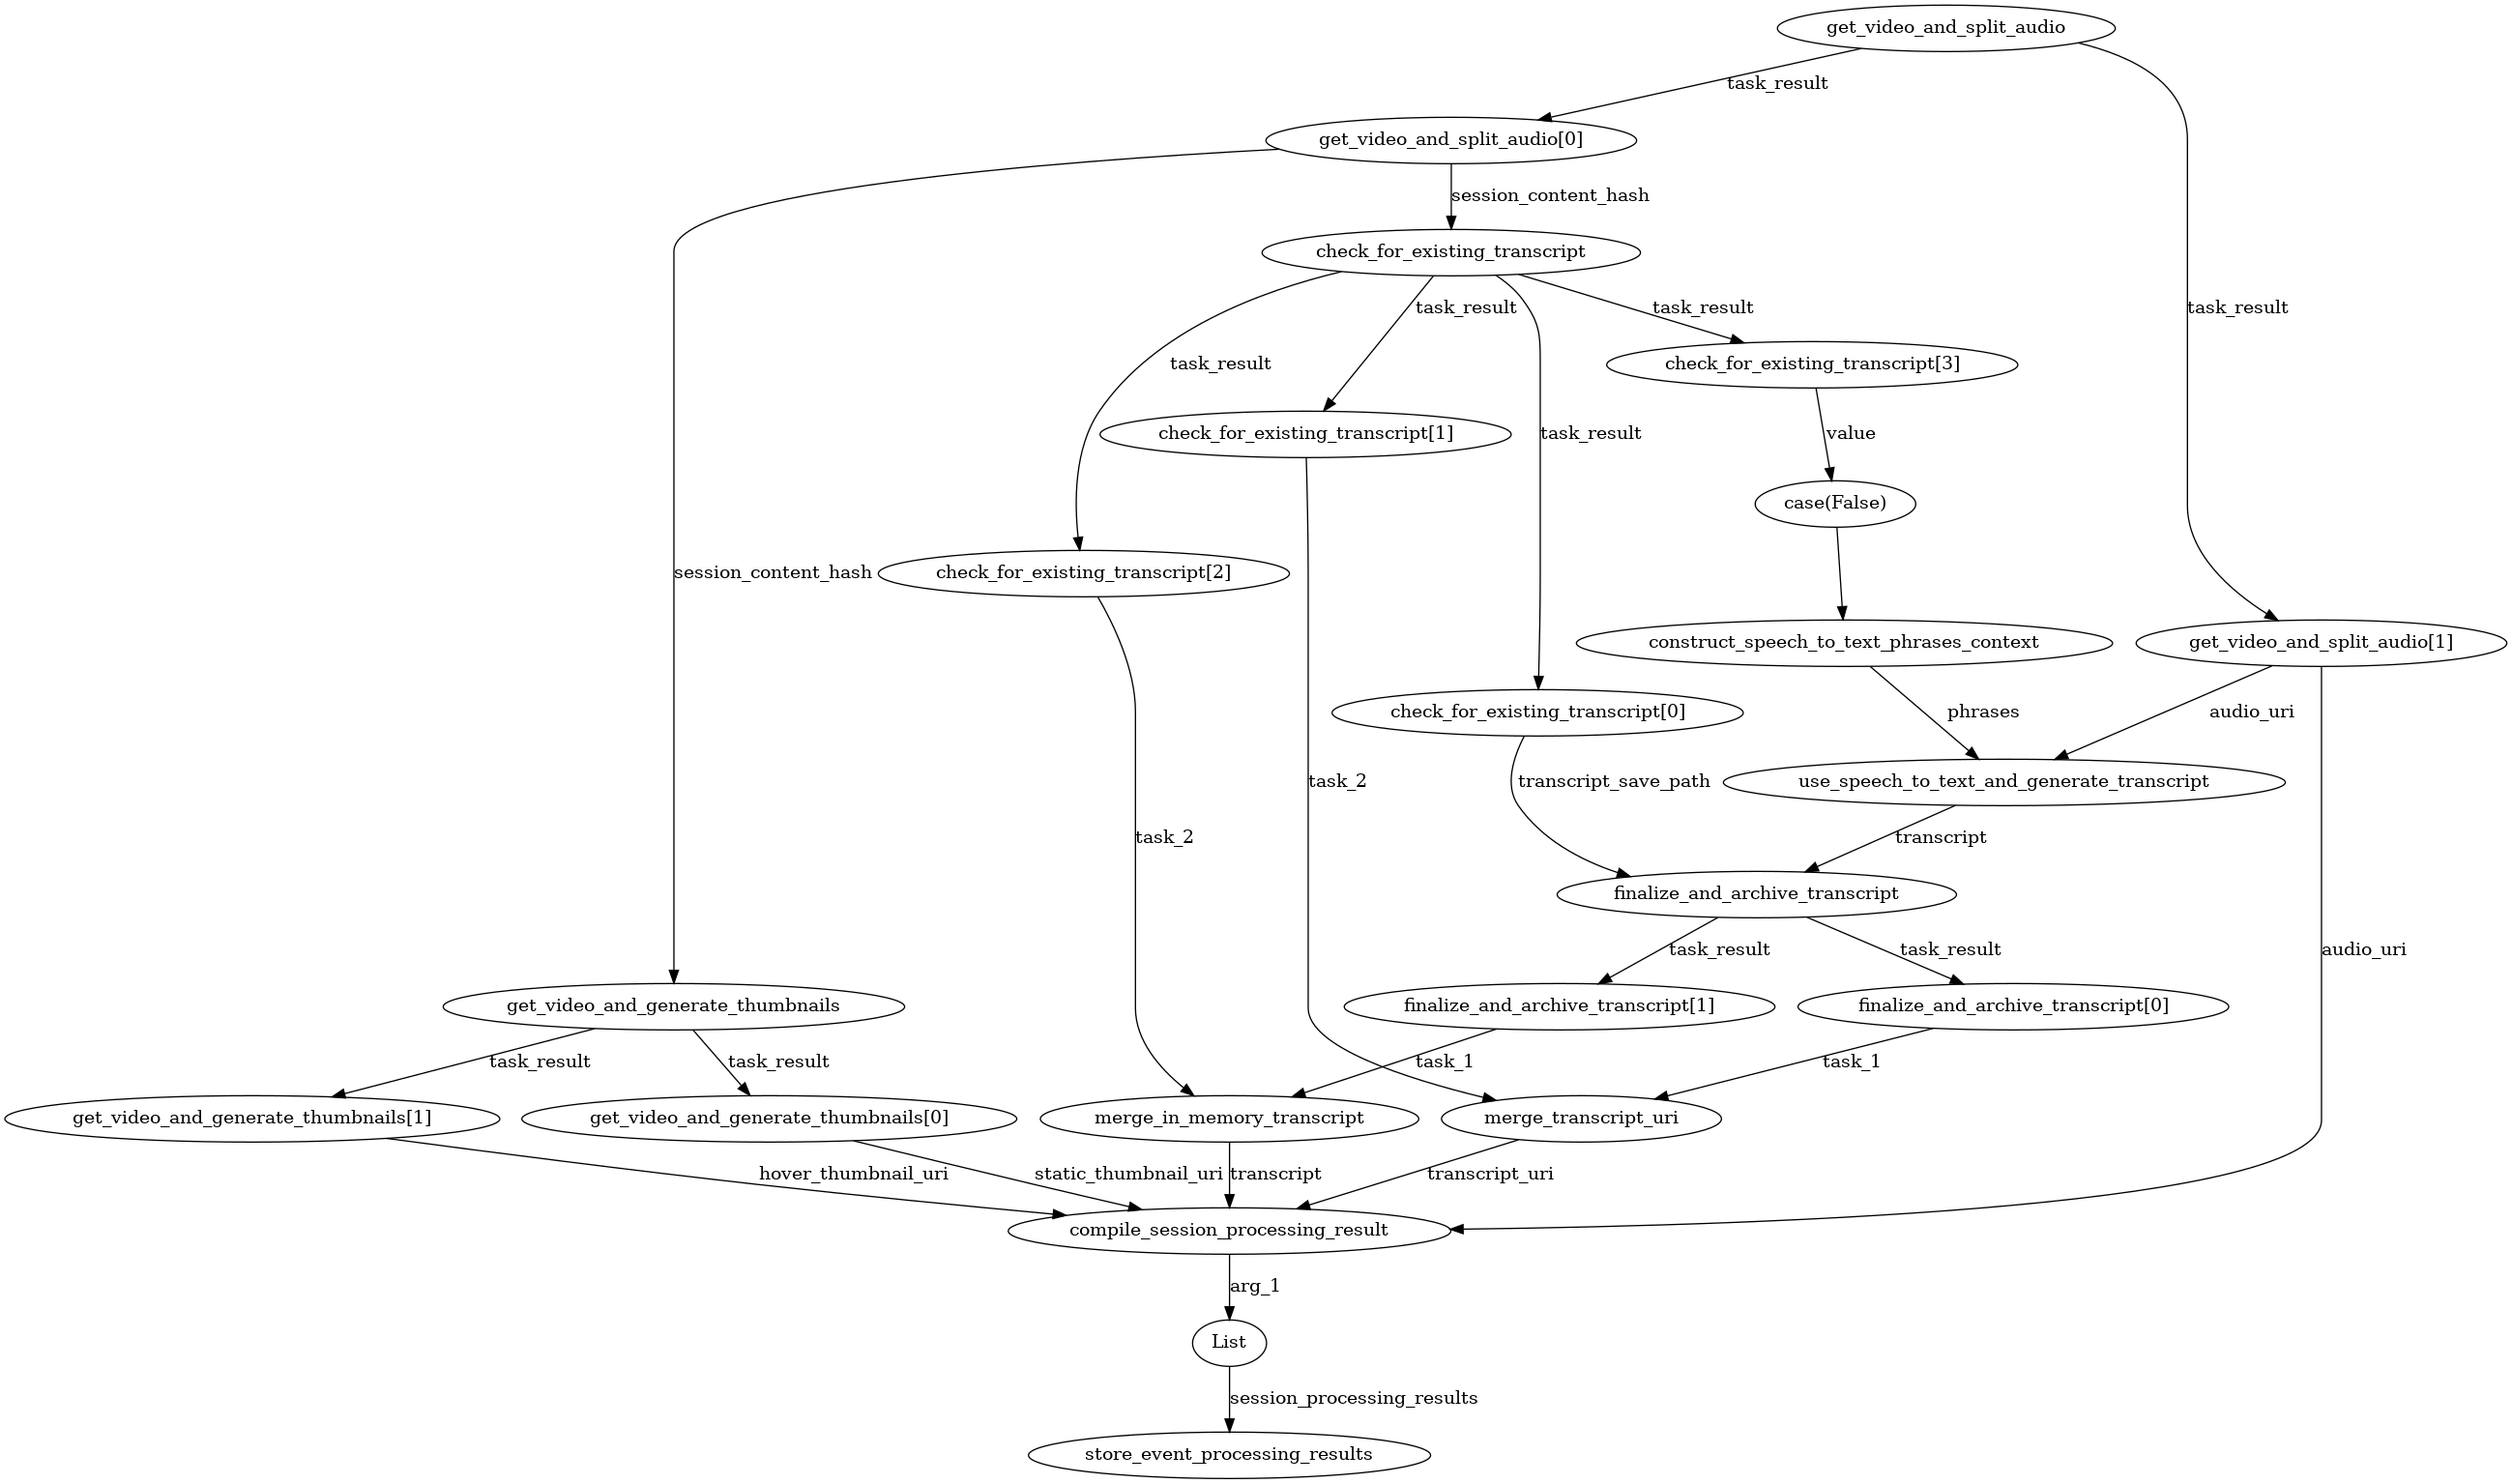 get_video_and_split_audio
task_result
get_video_and_split_audio[0]
session_content_hash
check_for_existing_transcript
task_result
task_result
task_result
task_result
check_for_existing_transcript[3]
check_for_existing_transcript[1]
task_result
value
case(False)
session_content_hash
check_for_existing_transcript[2]
construct_speech_to_text_phrases_context
get_video_and_split_audio[1]
check_for_existing_transcript[0]
phrases
audio_uri
task_2
transcript_save_path
use_speech_to_text_and_generate_transcript
task_2
transcript
finalize_and_archive_transcript
task_result
task_result
audio_uri
get_video_and_generate_thumbnails
finalize_and_archive_transcript[1]
finalize_and_archive_transcript[0]
task_result
task_result
task_1
task_1
get_video_and_generate_thumbnails[1]
get_video_and_generate_thumbnails[0]
merge_in_memory_transcript
merge_transcript_uri
hover_thumbnail_uri
static_thumbnail_uri
transcript
transcript_uri
compile_session_processing_result
arg_1
List
session_processing_results
store_event_processing_results